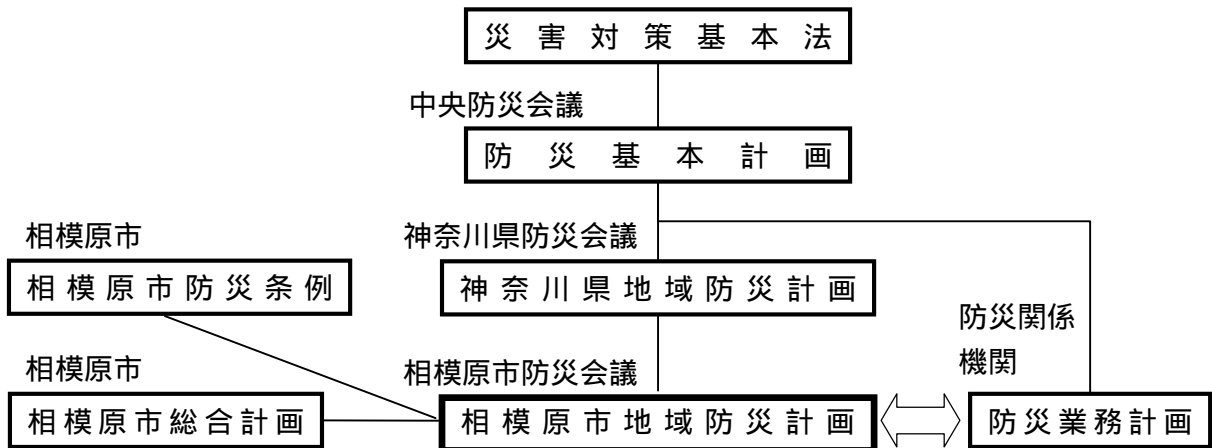 災害対策基本法
中央防災会議
防災基本計画
相模原市
神奈川県防災会議
相模原市防災条例
神奈川県地域防災計画
防災関係
機関
相模原市
相模原市防災会議
相模原市総合計画
相模原市地域防災計画
防災業務計画